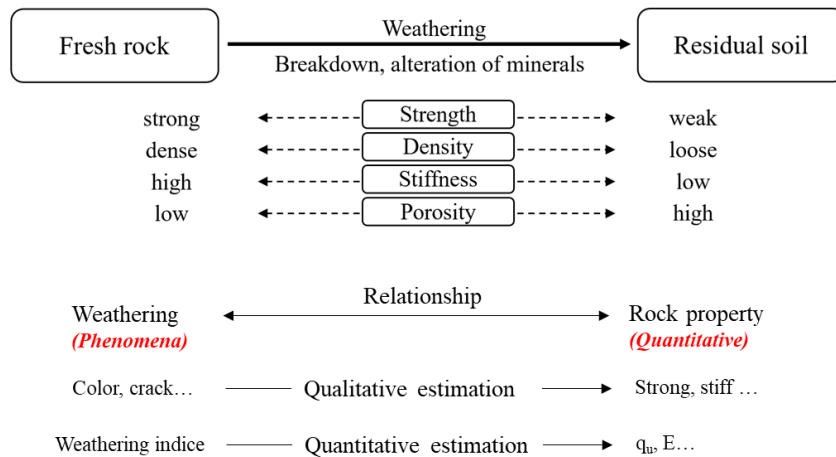 Fresh rock
Weathering
Breakdown, alteration of minerals
Residual soil
strong Strength weak
dense Density loose
high Stiffness low
low Porosity high
Weathering Relationship Rock property
(Phenomena) (Quantitative)
Color, crack… Qualitative estimation Strong, stiff …
Weathering indice Quantitative estimation qu, E…